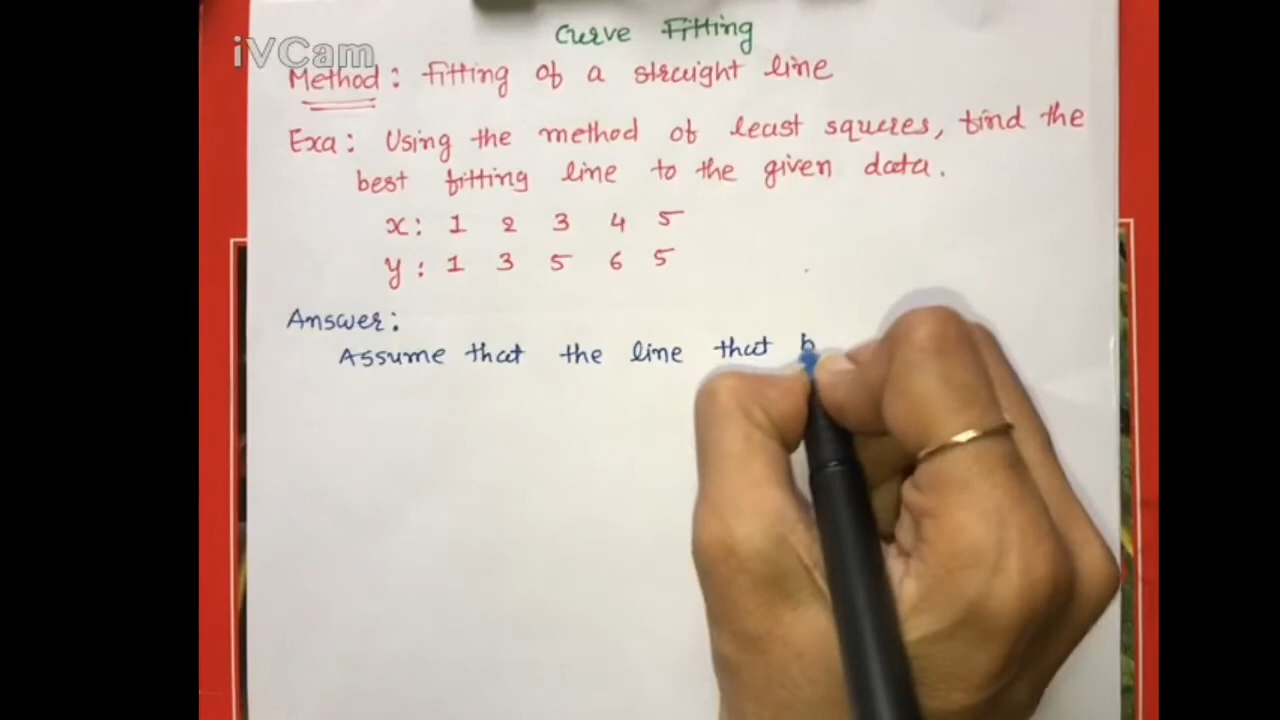 Curve Fitting
iVCam
Method: Fitting of a straight line
Exa: Using the method of least squeres, find the
best fitting line to the given data.
x: 1 2 3 4 5
y: 1 3 5 6 5
Answer:
Assume that the line that b